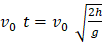 v₀ t = v₀ √(2h/g)